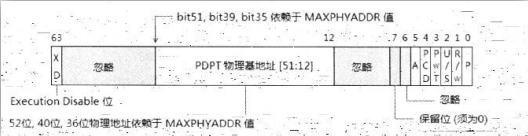 bit51, bit39, bit35 依赖于 MAXPHYADDR 值
63 12 .7 6 5 4 3 2 1 0
XD 忽略 PDPT 物理基地址 [51:12] 忽略 A PCD PWT U/S R/W P
Execution Disable 位 忽略
52位, 40位, 36位物理地址依赖于 MAXPHYADDR 值 保留位 (须为0)